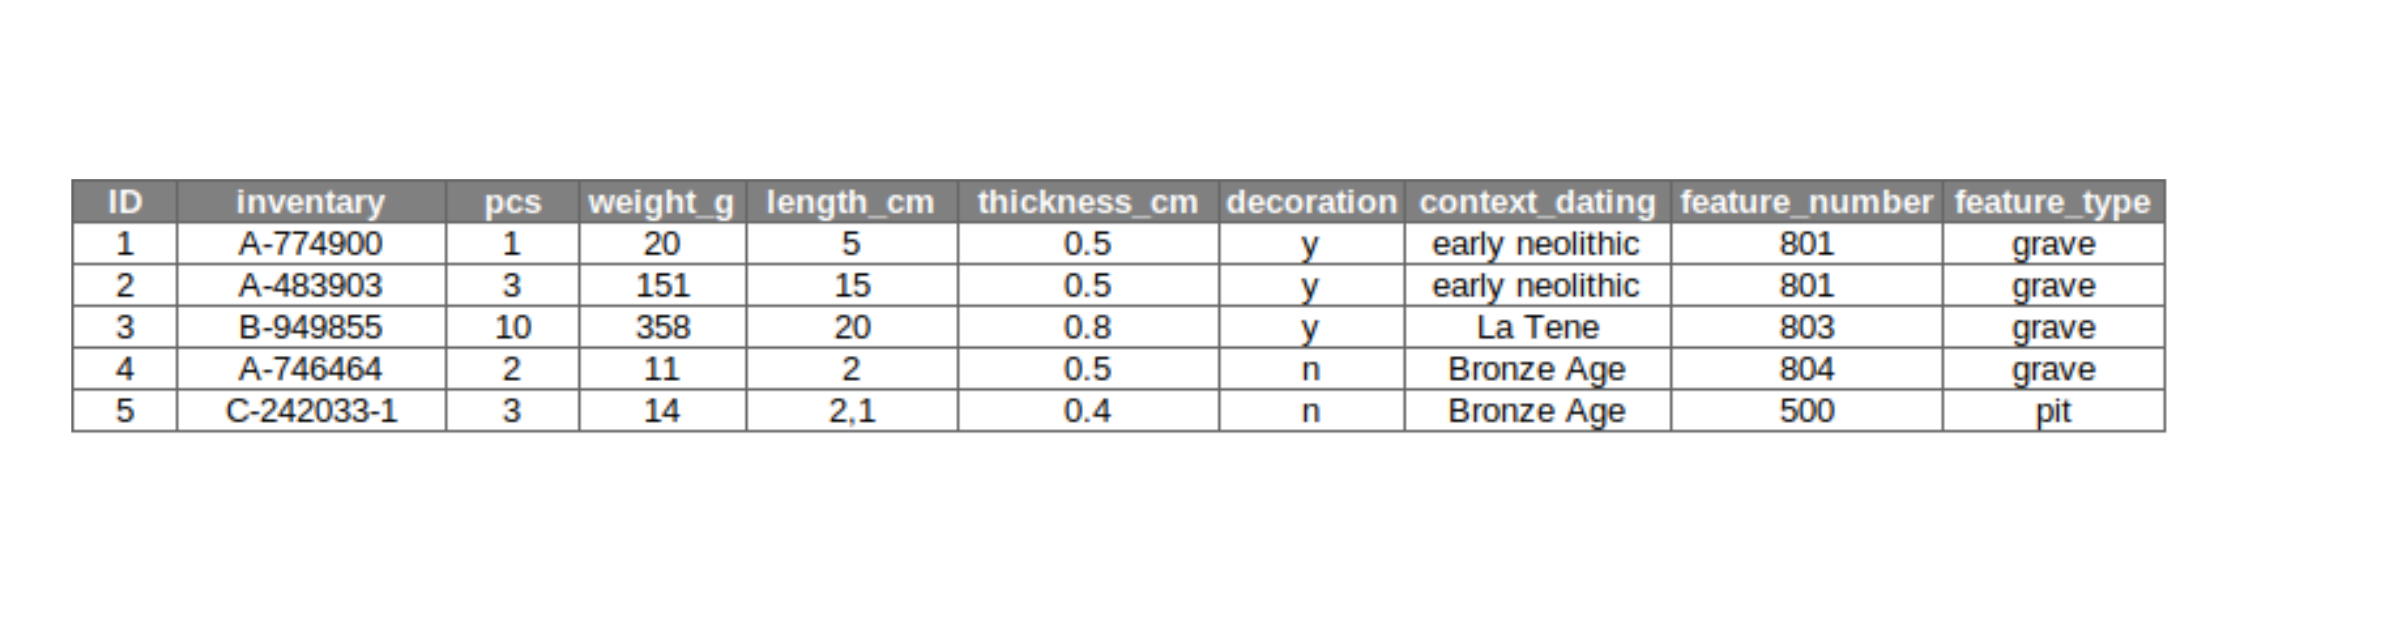 ID inventary pcs weight_g length_cm thickness_cm decoration context_dating feature_number feature_type
1 A-774900 1 20 5 0.5 y early neolithic 801 grave
2 A-483903 3 151 15 0.5 y early neolithic 801 grave
3 B-949855 10 358 20 0.8 y La Tene 803 grave
4 A-746464 2 11 2 0.5 n Bronze Age 804 grave
5 C-242033-1 3 14 2,1 0.4 n Bronze Age 500 pit